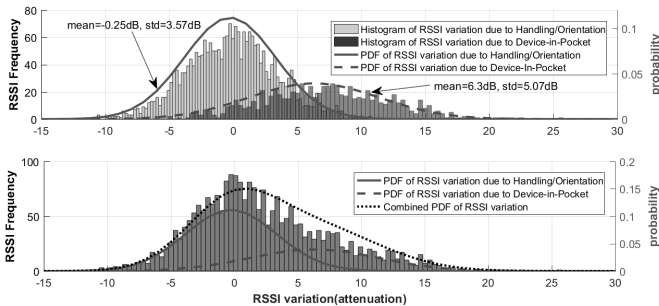 80
60
40
20
0
RSSI Frequency
mean=-0.25dB, std=3.57dB
Histogram of RSSI variation due to Handling/Orientation
Histogram of RSSI variation due to Device-in-Pocket
PDF of RSSI variation due to Handling/Orientation
PDF of RSSI variation due to Device-In-Pocket
mean=6.3dB, std=5.07dB
0.1
0.05
0
probability
-15 -10 -5 0 5 10 15 20 25 30
100
50
0
RSSI Frequency
PDF of RSSI variation due to Handling/Orientation
PDF of RSSI variation due to Device-in-Pocket
Combined PDF of RSSI variation
0.2
0.15
0.1
0.05
0
probability
-15 -10 -5 0 5 10 15 20 25 30
RSSI variation(attenuation)